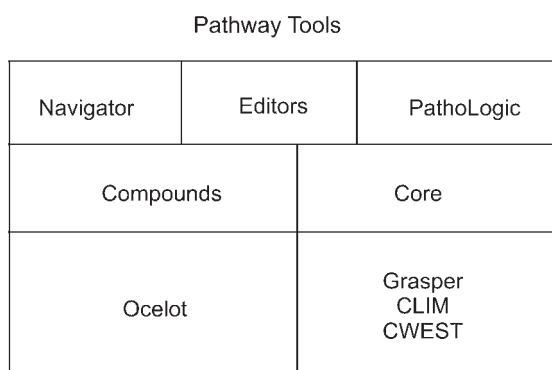 Pathway Tools
Navigator
Editors
PathoLogic
Compounds
Core
Ocelot
Grasper
CLIM
CWEST